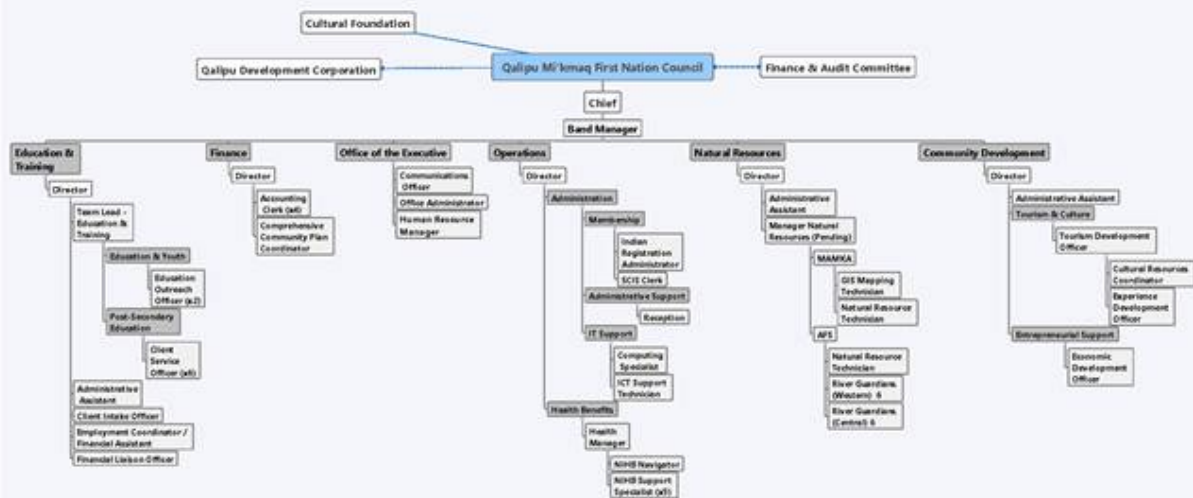 Cultural Foundation
Qalipu Development Corporation
Qalipu Mi'kmaq First Nation Council
Finance & Audit Committee
Chief
Band Manager
Education &
Training
Director
Team Lead -
Education &
Training
Education & Youth
Education
Outreach
Officer (x2)
Post-Secondary
Education
Client
Service
Officer
Administrative
Assistant
Client Intake Officer
Employment Coordinator /
Financial Assistant
Financial Liaison Officer
Finance
Director
Accounting
Clerk
Comprehensive
Community Plan
Coordinator
Office of the Executive
Communications
Officer
Office Administrator
Human Resource
Manager
Operations
Director
Administration
Membership
Indian
Registration
Administrator
SCIS Clerk
Administrative Support
Reception
IT Support
Computing
Specialist
ICT Support
Technician
Health Benefits
Health
Manager
NIHB Navigator
NIHB Support
Specialist
Natural Resources
Director
Administrative
Assistant
Manager Natural
Resources (Pending)
MAMKA
GIS Mapping
Technician
Natural Resource
Technician
AFS
Natural Resource
Technician
River Guardians
(Western) 6
River Guardians
(Central) 6
Community Development
Director
Administrative Assistant
Tourism & Culture
Tourism Development
Officer
Cultural Resources
Coordinator
Experience
Development
Officer
Entrepreneurial Support
Economic
Development
Officer